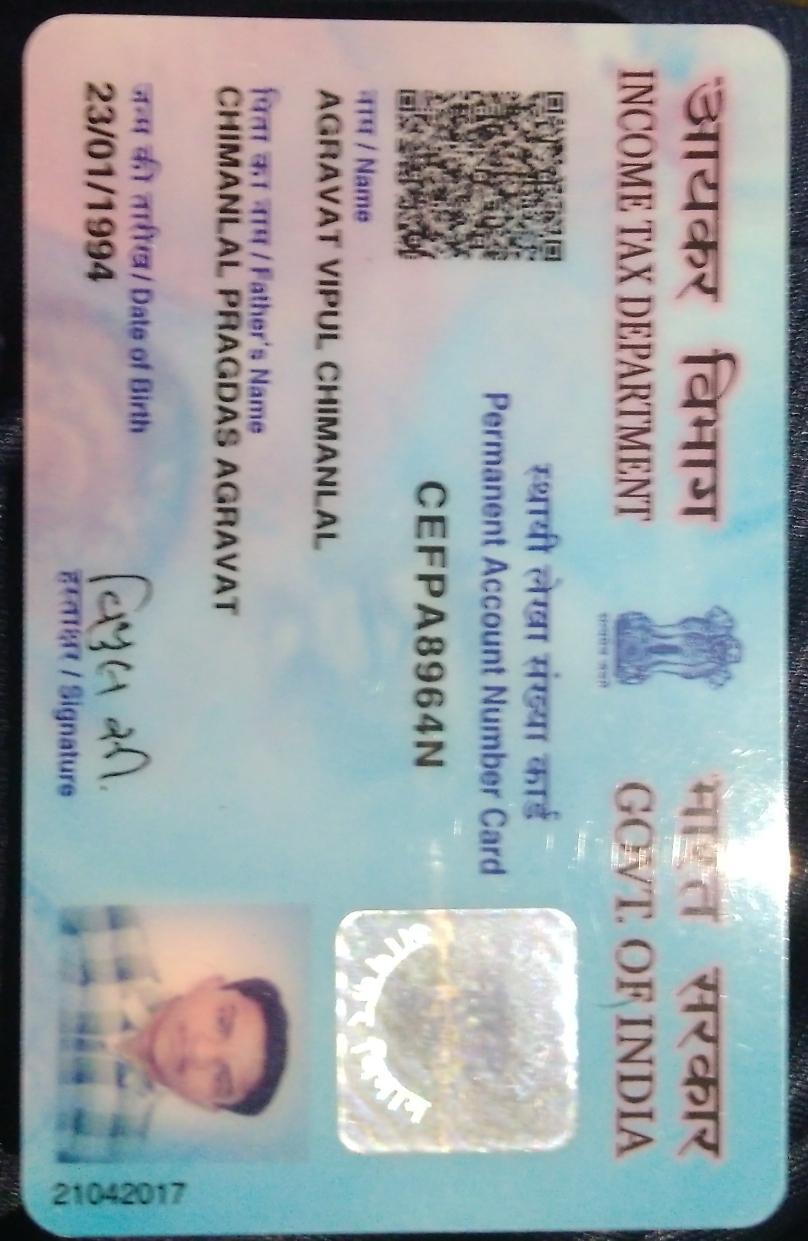 आयकर विभाग
INCOME TAX DEPARTMENT
सत्यमेव जयते
भारत सरकार
GOVT. OF INDIA
स्थायी लेखा संख्या कार्ड
Permanent Account Number Card
CEFPA8964N
नाम / Name
AGRAVAT VIPUL CHIMANLAL
पिता का नाम / Father's Name
CHIMANLAL PRAGDAS AGRAVAT
जन्म की तारीख / Date of Birth
23/01/1994
हस्ताक्षर / Signature
21042017